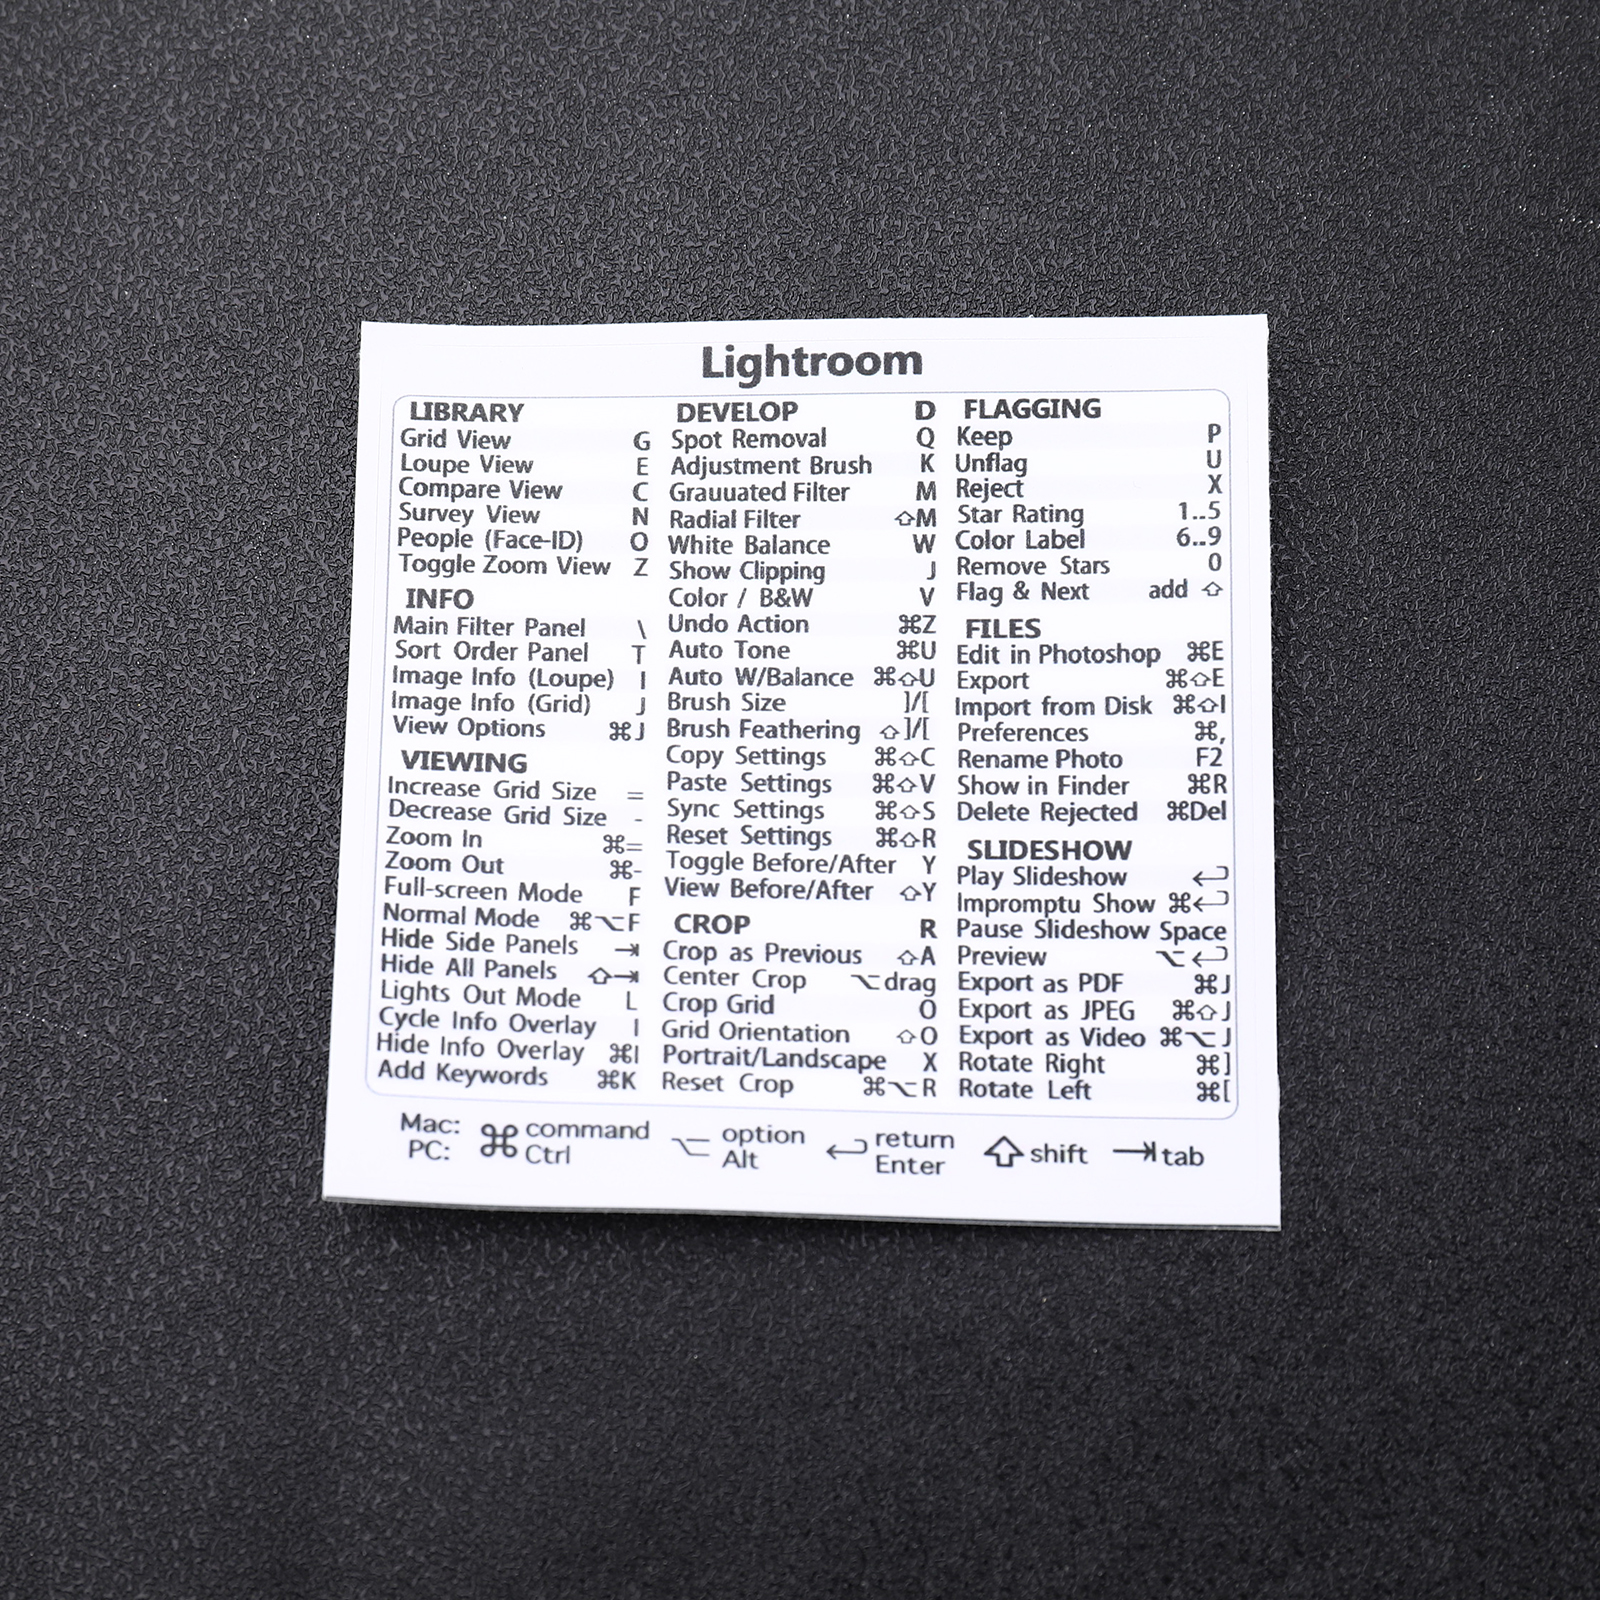 Lightroom
LIBRARY
Grid View G
Loupe View E
Compare View C
Survey View N
People (Face-ID) O
Toggle Zoom View Z
INFO
Main Filter Panel \
Sort Order Panel T
Image Info (Loupe) I
Image Info (Grid) J
View Options ⌘J
VIEWING
Increase Grid Size =
Decrease Grid Size -
Zoom In ⌘=
Zoom Out ⌘-
Full-screen Mode F
Normal Mode ⌘⌥F
Hide Side Panels ⇥
Hide All Panels ⇧⇥
Lights Out Mode L
Cycle Info Overlay I
Hide Info Overlay ⌘I
Add Keywords ⌘K
DEVELOP D
Spot Removal Q
Adjustment Brush K
Grauuated Filter M
Radial Filter ⇧M
White Balance W
Show Clipping J
Color / B&W V
Undo Action ⌘Z
Auto Tone ⌘U
Auto W/Balance ⌘⇧U
Brush Size ]/[
Brush Feathering ⇧]/[
Copy Settings ⌘⇧C
Paste Settings ⌘⇧V
Sync Settings ⌘⇧S
Reset Settings ⌘⇧R
Toggle Before/After Y
View Before/After ⇧Y
CROP R
Crop as Previous ⇧A
Center Crop ⌥drag
Crop Grid O
Grid Orientation ⇧O
Portrait/Landscape X
Reset Crop ⌘⌥R
FLAGGING
Keep P
Unflag U
Reject X
Star Rating 1..5
Color Label 6..9
Remove Stars 0
Flag & Next add ⇧
FILES
Edit in Photoshop ⌘E
Export ⌘⇧E
Import from Disk ⌘⇧I
Preferences ⌘,
Rename Photo F2
Show in Finder ⌘R
Delete Rejected ⌘Del
SLIDESHOW
Play Slideshow ↩
Impromptu Show ⌘↩
Pause Slideshow Space
Preview ⌥↩
Export as PDF ⌘J
Export as JPEG ⌘⇧J
Export as Video ⌘⌥J
Rotate Right ⌘]
Rotate Left ⌘[
Mac: ⌘ command ⌥ option ↩ return ⇧ shift ⇥ tab
PC: Ctrl Alt Enter